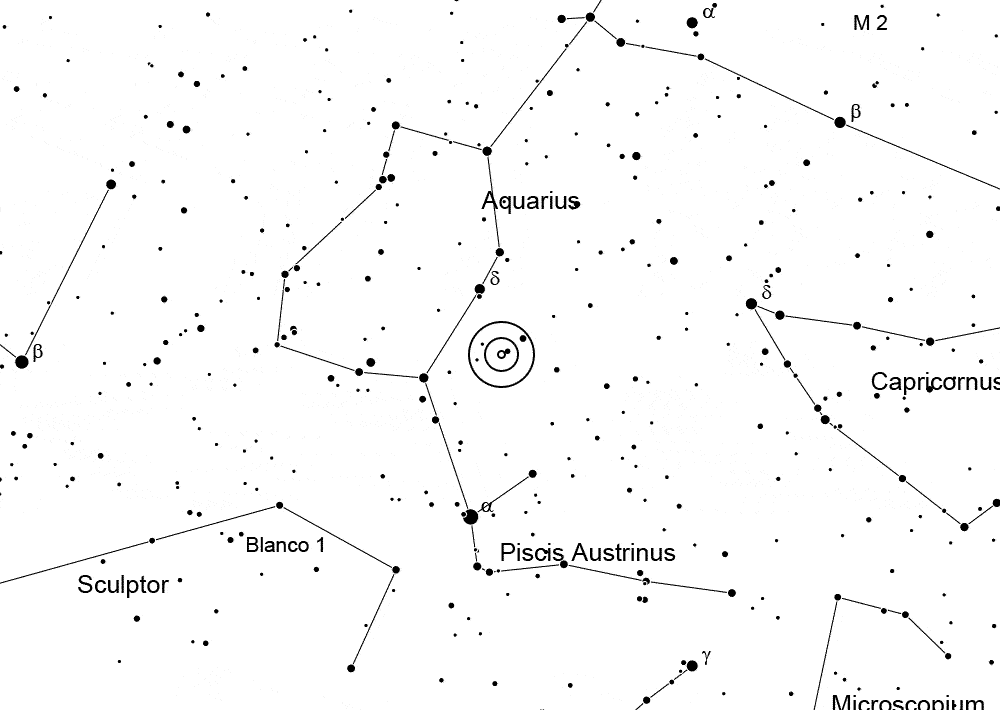 α
M 2
β
Aquarius
δ
δ
β
Capricornus
α
Blanco 1
Piscis Austrinus
Sculptor
γ
Microscopium